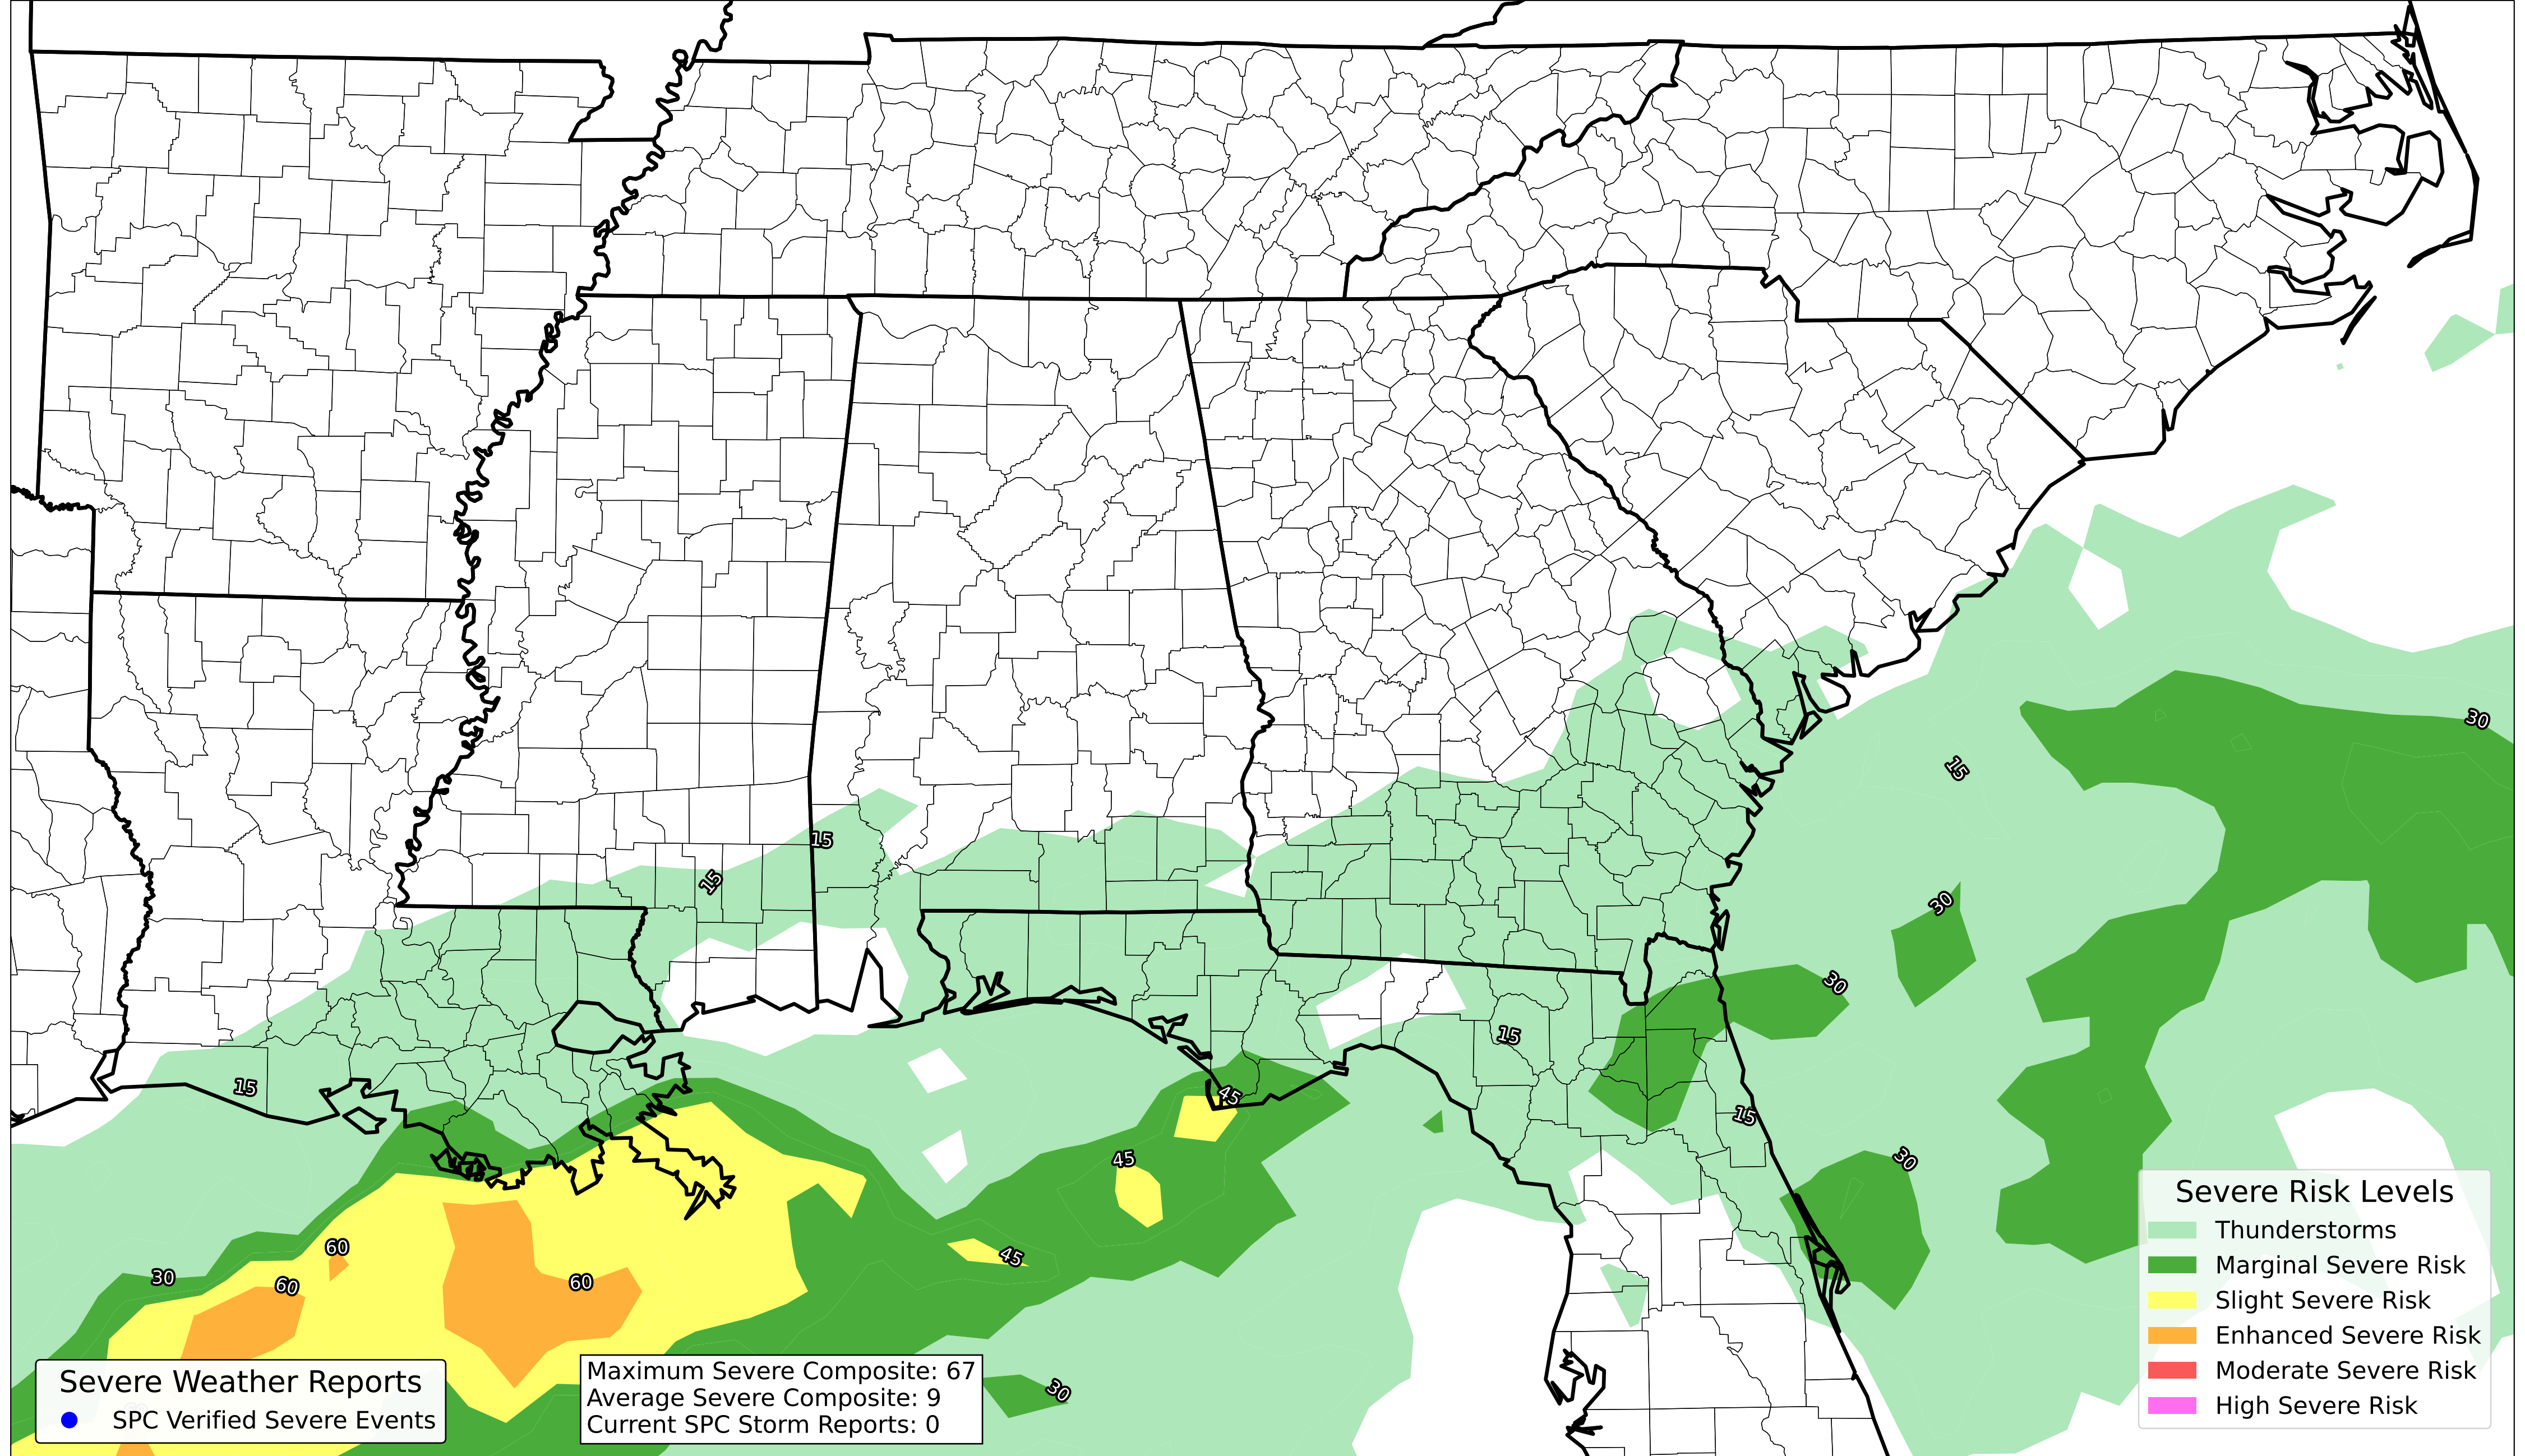 30
15
15
30
15
30
15
15
30
45
15
45
30
60
45
30
60
60
30
Severe Risk Levels
Thunderstorms
Marginal Severe Risk
Slight Severe Risk
Enhanced Severe Risk
Moderate Severe Risk
High Severe Risk
Severe Weather Reports
SPC Verified Severe Events
Maximum Severe Composite: 67
Average Severe Composite: 9
Current SPC Storm Reports: 0